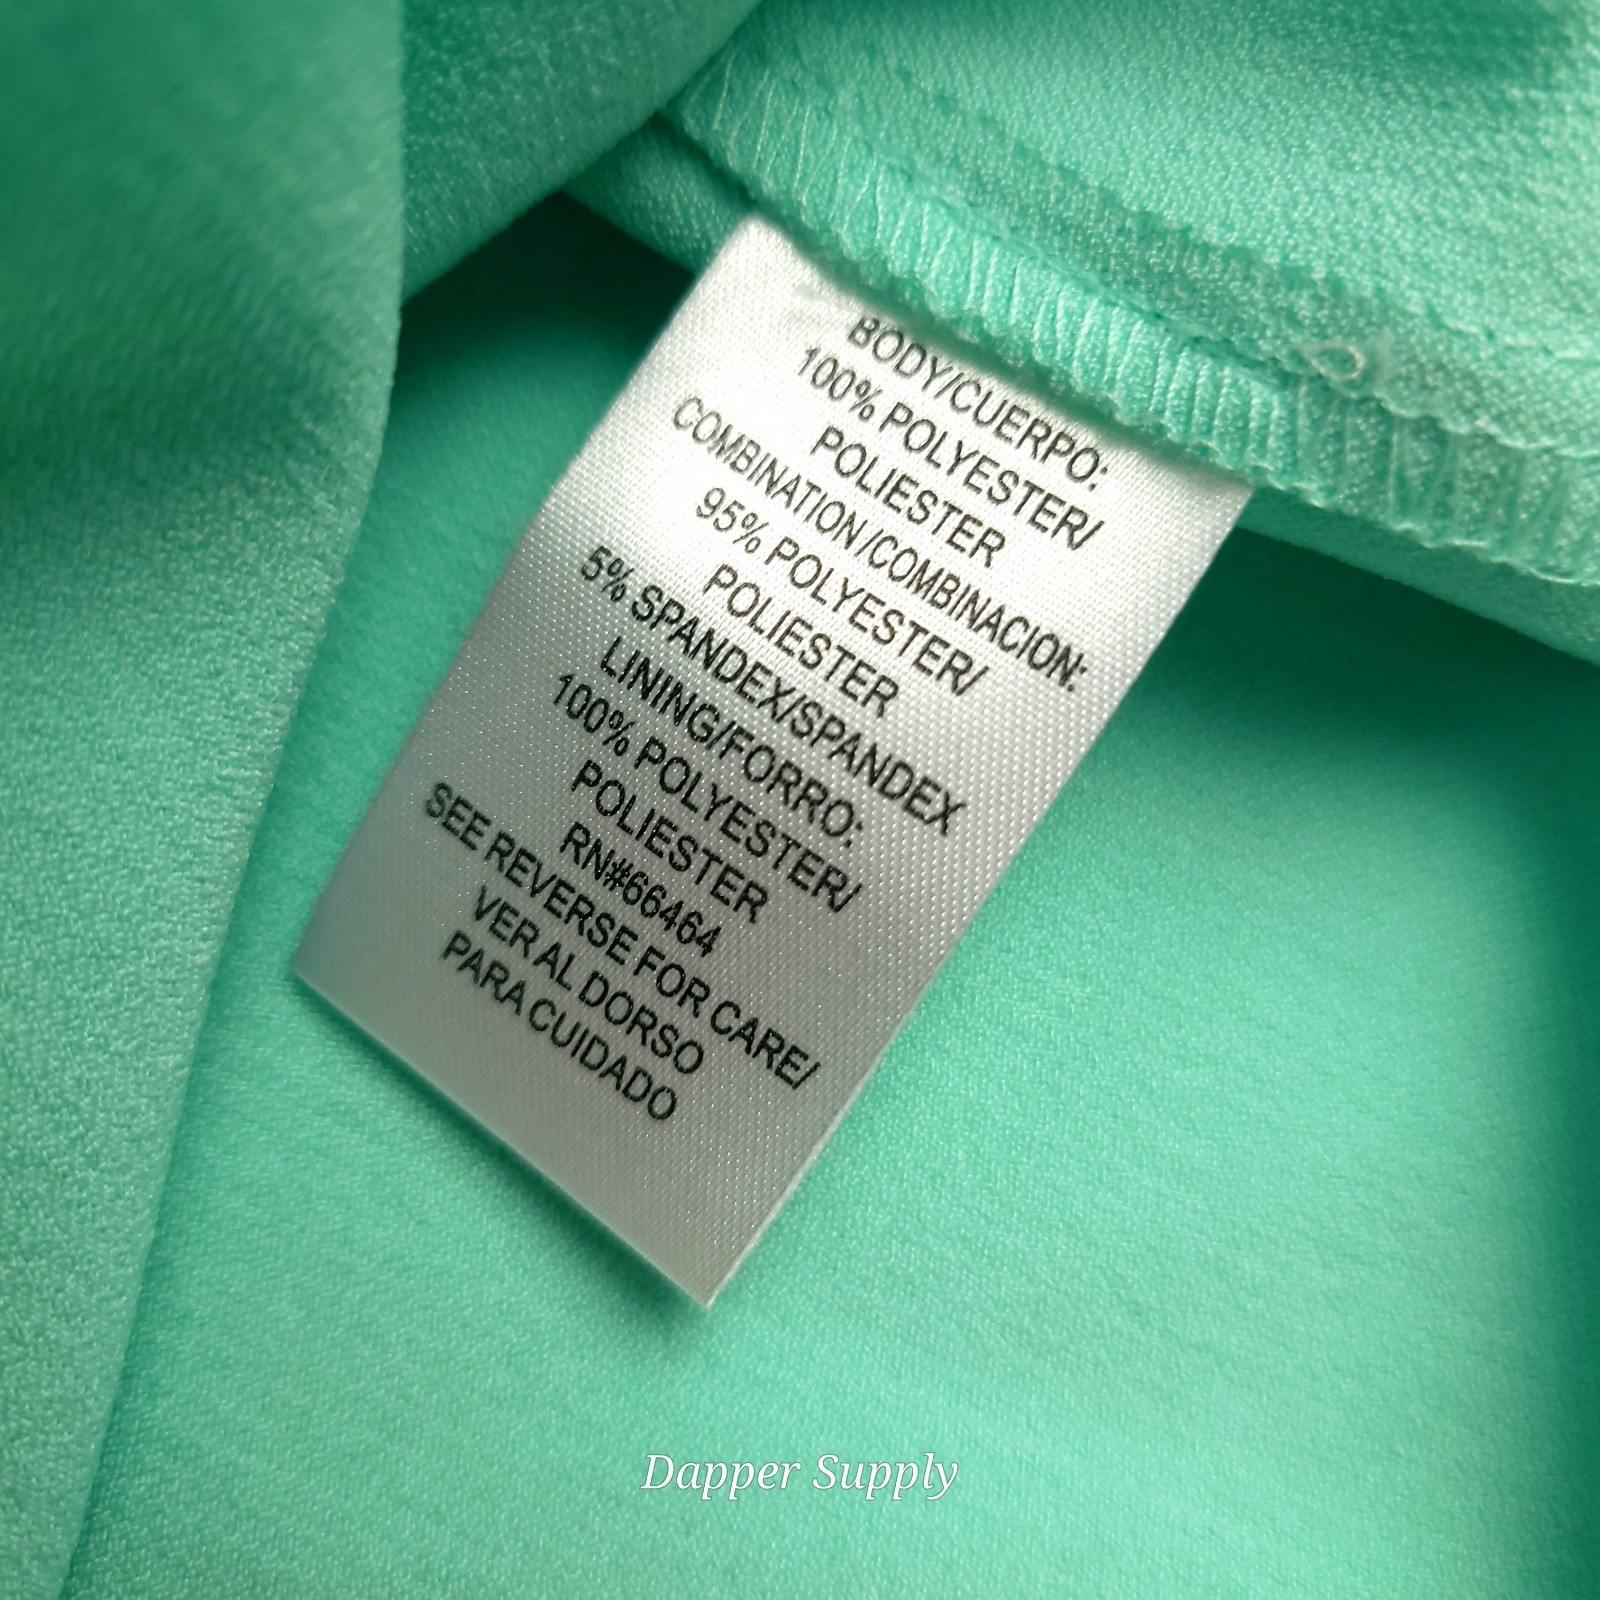 BODY/CUERPO:
100% POLYESTER/
POLIESTER
COMBINATION/COMBINACION:
95% POLYESTER/
POLIESTER
5% SPANDEX/SPANDEX
LINING/FORRO:
100% POLYESTER/
POLIESTER
RN#66464
SEE REVERSE FOR CARE/
VER AL DORSO
PARA CUIDADO
Dapper Supply